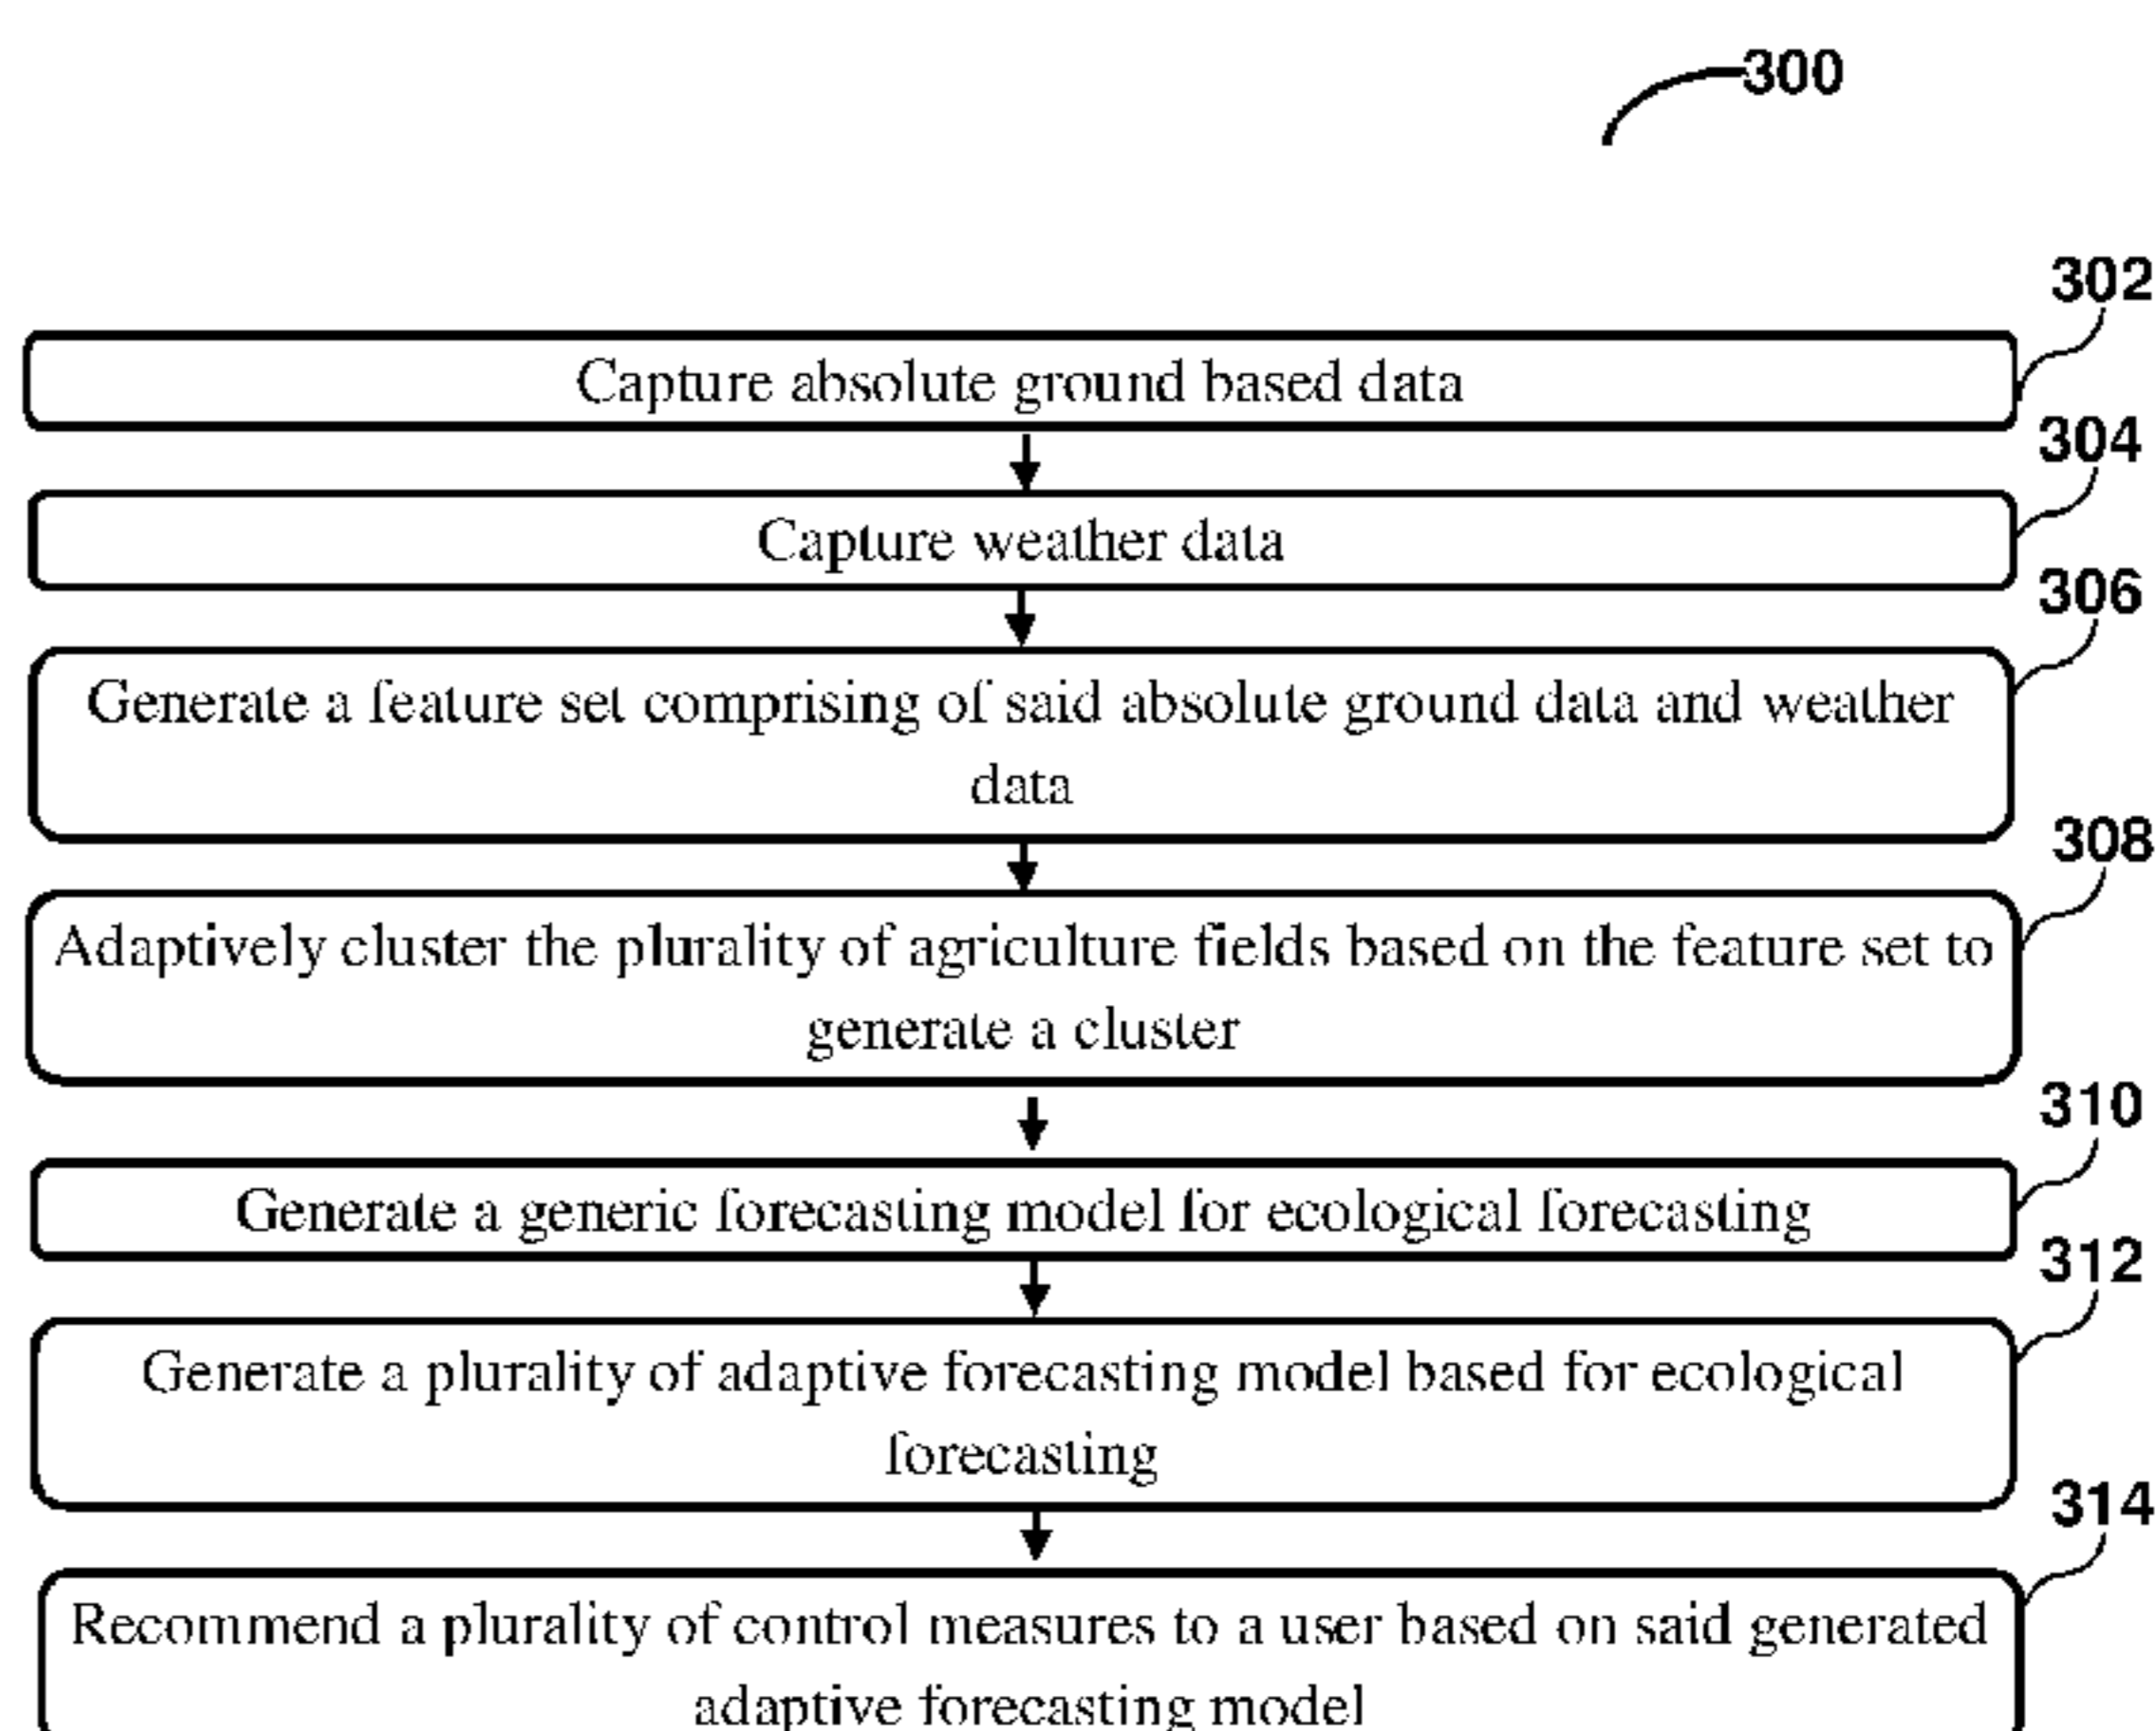 300
302
Capture absolute ground based data
304
Capture weather data
306
Generate a feature set comprising of said absolute ground data and weather
data
308
Adaptively cluster the plurality of agriculture fields based on the feature set to
generate a cluster
310
Generate a generic forecasting model for ecological forecasting
312
Generate a plurality of adaptive forecasting model based for ecological
forecasting
314
Recommend a plurality of control measures to a user based on said generated
adaptive forecasting model